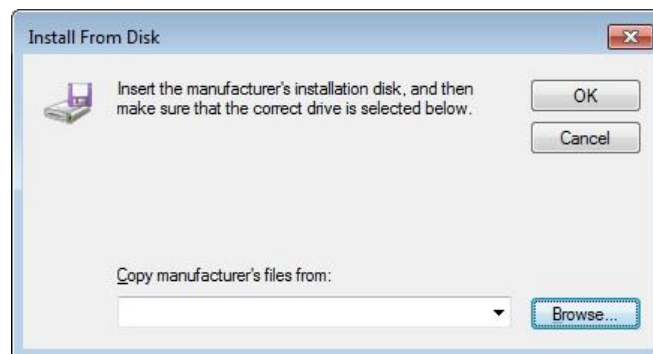 Install From Disk
Insert the manufacturer's installation disk, and then
make sure that the correct drive is selected below.
OK
Cancel
Copy manufacturer's files from:
Browse...